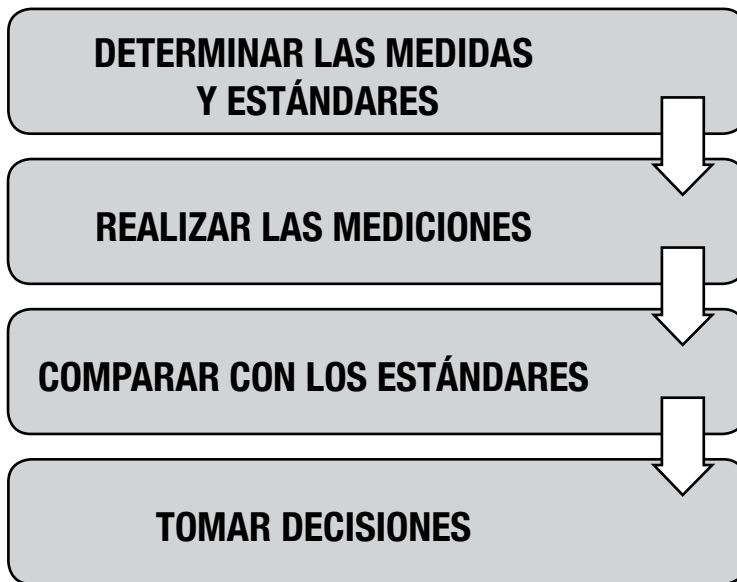 DETERMINAR LAS MEDIDAS
Y ESTÁNDARES
REALIZAR LAS MEDICIONES
COMPARAR CON LOS ESTÁNDARES
TOMAR DECISIONES